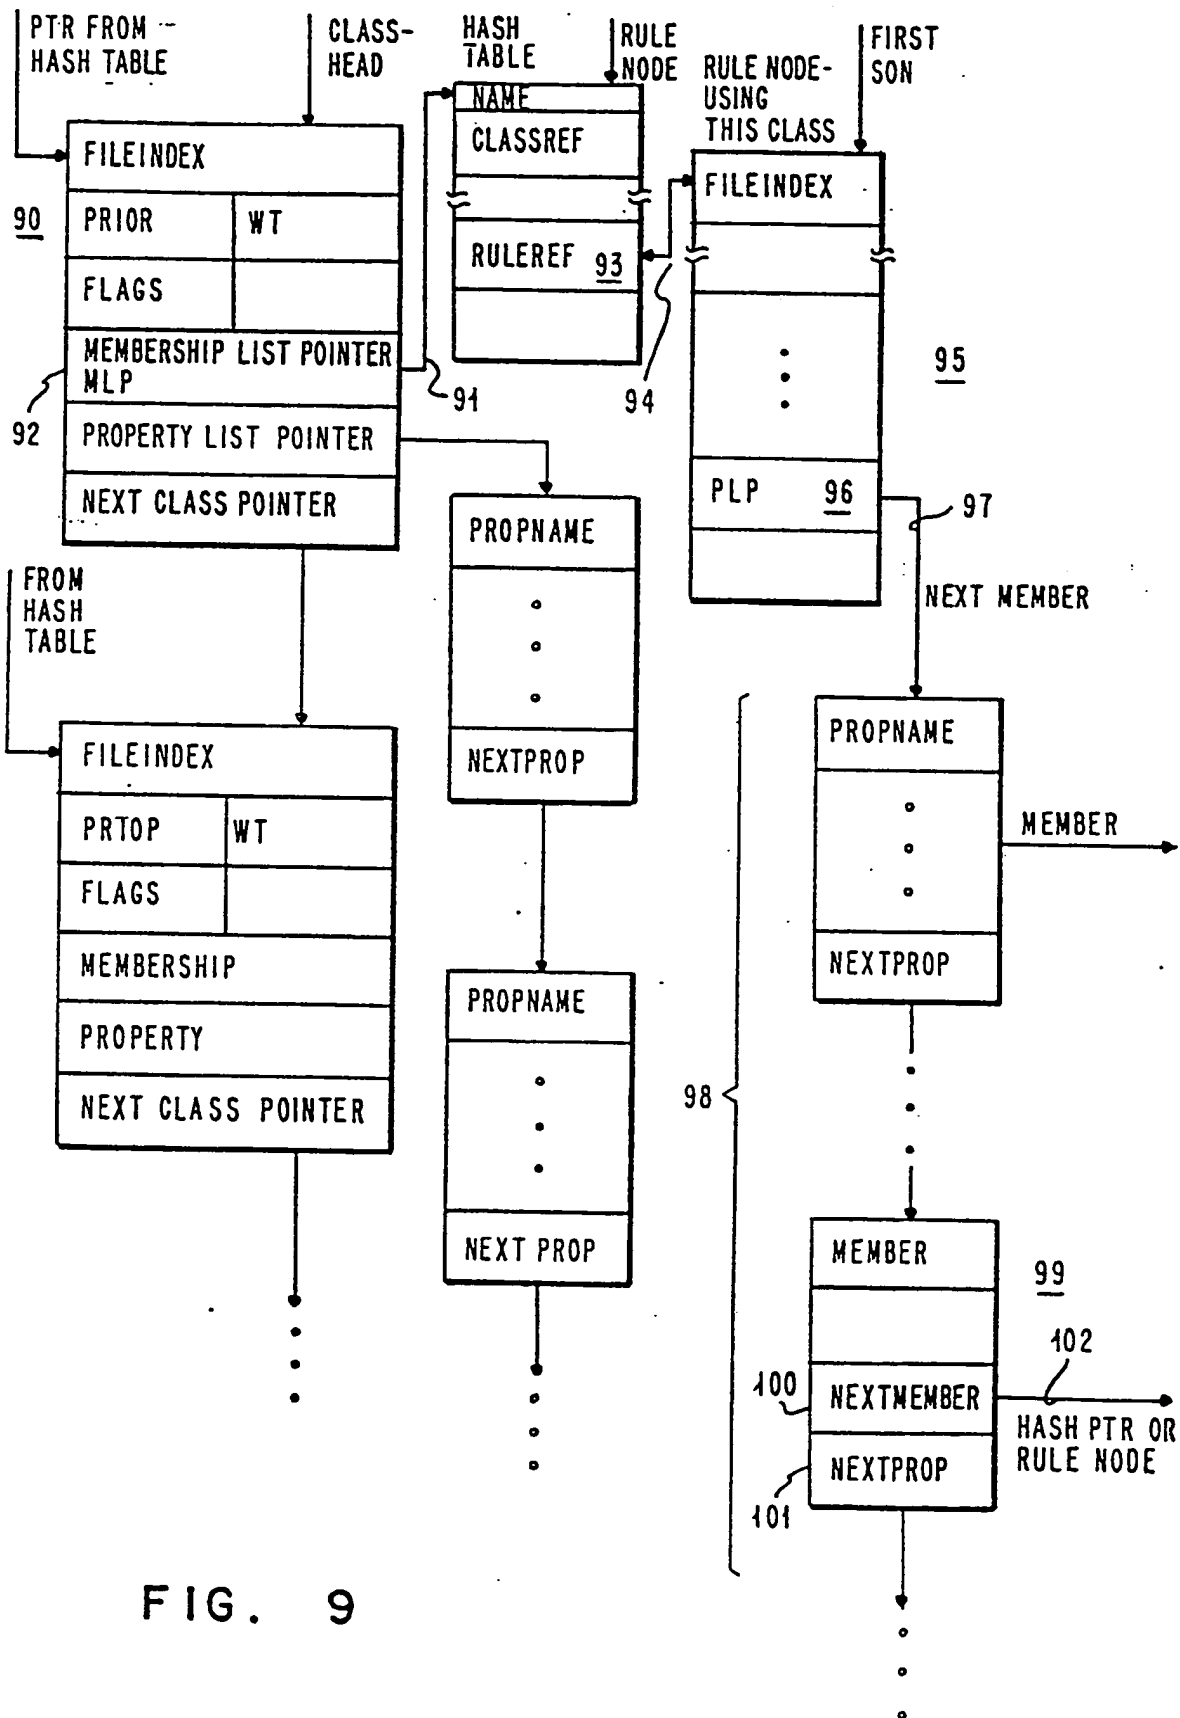 PTR FROM
HASH TABLE
CLASS-
HEAD
HASH
TABLE
RULE
NODE
RULE NODE-
USING
THIS CLASS
FIRST
SON
90
FILEINDEX
PRIOR
WT
FLAGS
MEMBERSHIP LIST POINTER
MLP
PROPERTY LIST POINTER
NEXT CLASS POINTER
92
91
NAME
CLASSREF
RULEREF 93
94
FILEINDEX
PLP 96
95
97
NEXT MEMBER
FROM
HASH
TABLE
FILEINDEX
PRTOP
WT
FLAGS
MEMBERSHIP
PROPERTY
NEXT CLASS POINTER
PROPNAME
NEXTPROP
PROPNAME
NEXT PROP
98
PROPNAME
NEXTPROP
MEMBER
MEMBER
99
NEXTMEMBER
NEXTPROP
100
101
102
HASH PTR OR
RULE NODE
FIG. 9